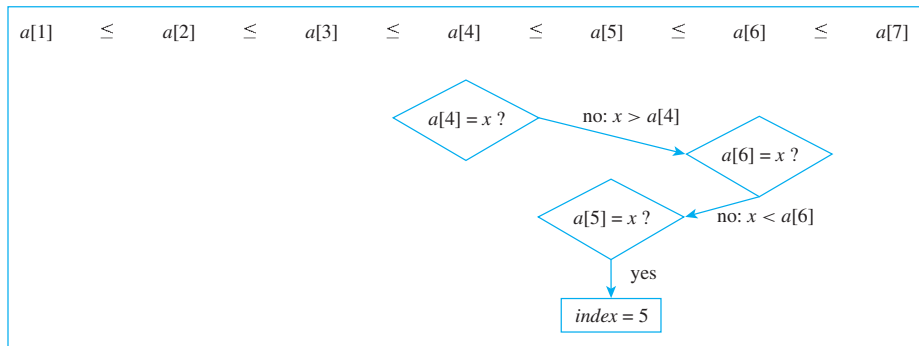 a[1] ≤ a[2] ≤ a[3] ≤ a[4] ≤ a[5] ≤ a[6] ≤ a[7]
a[4] = x ?
no: x > a[4]
a[6] = x ?
a[5] = x ?
no: x < a[6]
yes
index = 5